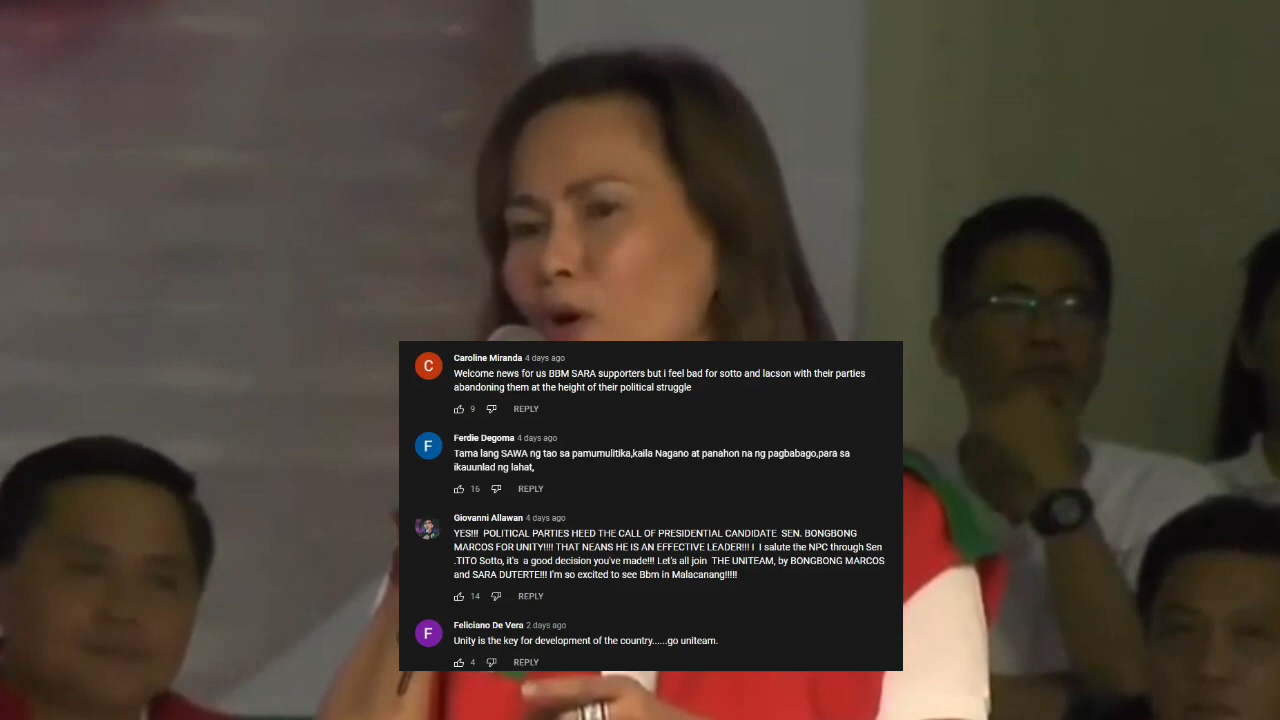 C
Caroline Miranda 4 days ago
Welcome news for us BBM SARA supporters but i feel bad for sotto and lacson with their parties
abandoning them at the height of their political struggle
9 REPLY
F
Ferdie Degoma 4 days ago
Tama lang SAWA ng tao sa pamumulitika,kaila Nagano at panahon na ng pagbabago,para sa
ikauunlad ng lahat,
16 REPLY
Giovanni Allawan 4 days ago
YES!!! POLITICAL PARTIES HEED THE CALL OF PRESIDENTIAL CANDIDATE SEN. BONGBONG
MARCOS FOR UNITY!!!! THAT NEANS HE IS AN EFFECTIVE LEADER!!! I I salute the NPC through Sen
.TITO Sotto, it's a good decision you've made!!! Let's all join THE UNITEAM, by BONGBONG MARCOS
and SARA DUTERTE!!! I'm so excited to see Bbm in Malacanang!!!!!
14 REPLY
F
Feliciano De Vera 2 days ago
Unity is the key for development of the country......go uniteam.
4 REPLY